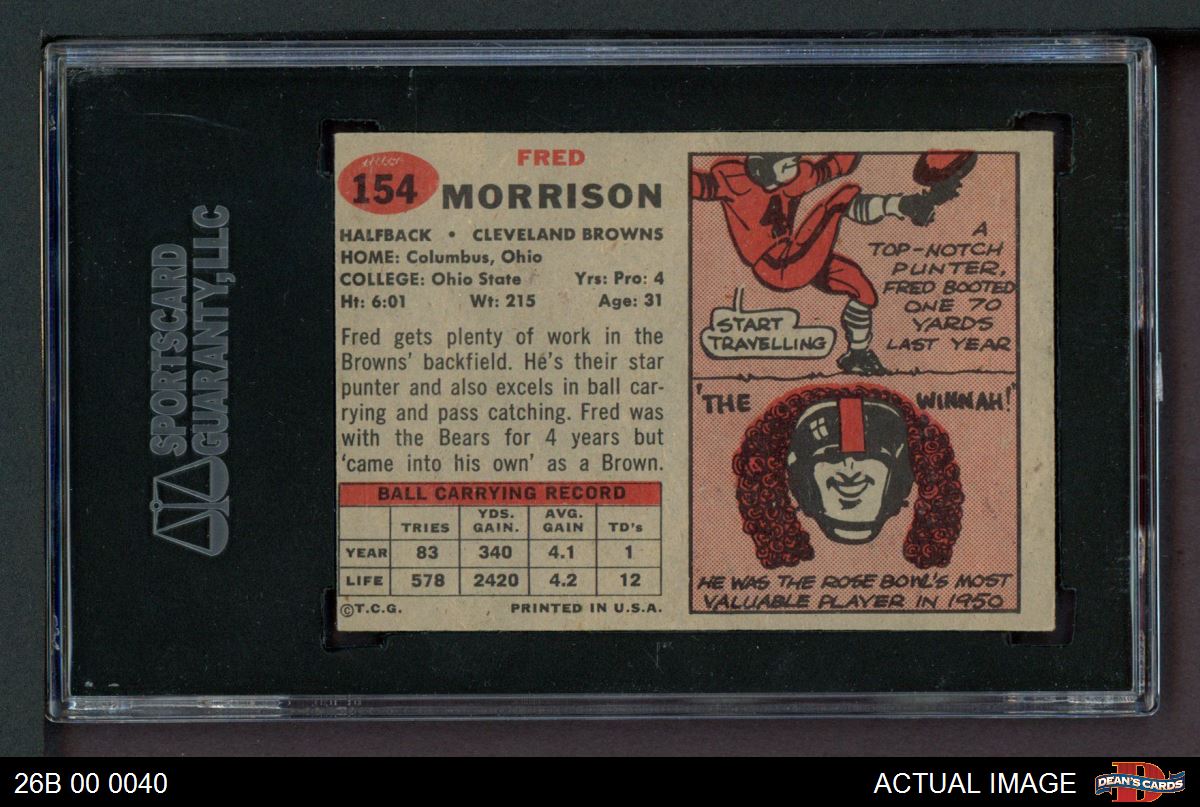 SPORTSCARD
GUARANTY, LLC
154
FRED
MORRISON
HALFBACK • CLEVELAND BROWNS
HOME: Columbus, Ohio
COLLEGE: Ohio State Yrs: Pro: 4
Ht: 6:01 Wt: 215 Age: 31
Fred gets plenty of work in the
Browns' backfield. He's their star
punter and also excels in ball car-
rying and pass catching. Fred was
with the Bears for 4 years but
'came into his own' as a Brown.
BALL CARRYING RECORD
TRIES YDS. GAIN. AVG. GAIN TD's
YEAR 83 340 4.1 1
LIFE 578 2420 4.2 12
©T.C.G. PRINTED IN U.S.A.
4
A
TOP-NOTCH
PUNTER,
FRED BOOTED
ONE 70
YARDS
LAST YEAR
START
TRAVELLING
'THE WINNAH!"
HE WAS THE ROSE BOWL'S MOST
VALUABLE PLAYER IN 1950
26B 00 0040
ACTUAL IMAGE
DEAN'S CARDS